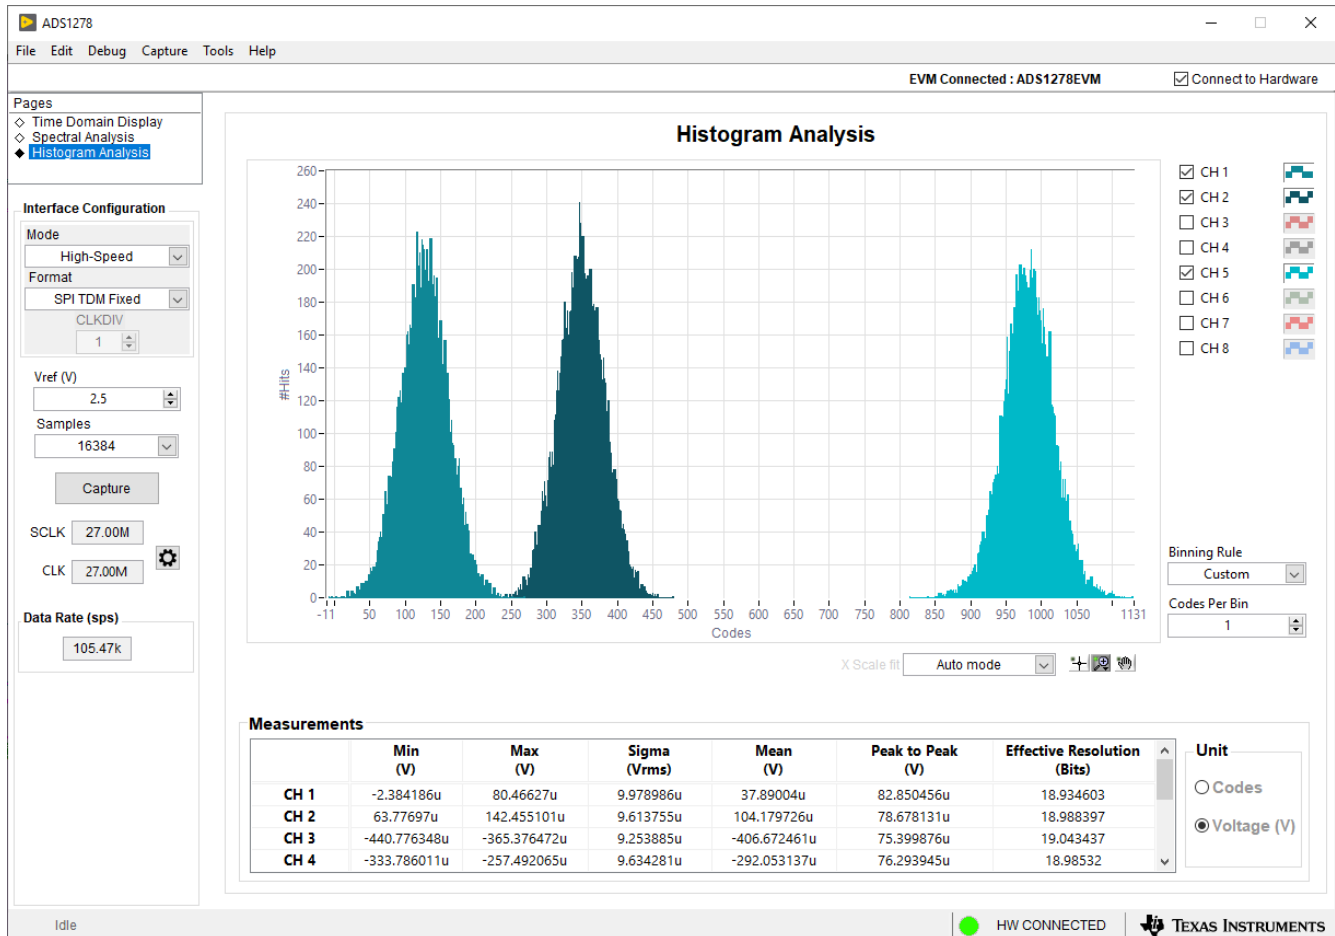 ADS1278
File Edit Debug Capture Tools Help
EVM Connected : ADS1278EVM Connect to Hardware
Pages
Time Domain Display
Spectral Analysis
Histogram Analysis
Interface Configuration
Mode
High-Speed
Format
SPI TDM Fixed
CLKDIV
1
Vref (V)
2.5
Samples
16384
Capture
SCLK 27.00M
CLK 27.00M
Data Rate (sps)
105.47k
Histogram Analysis
260
240
220
200
180
160
140
120
100
80
60
40
20
0
#Hits
-11 50 100 150 200 250 300 350 400 450 500 550 600 650 700 750 800 850 900 950 1000 1050 1131
Codes
CH 1
CH 2
CH 3
CH 4
CH 5
CH 6
CH 7
CH 8
Binning Rule
Custom
Codes Per Bin
1
X Scale fit Auto mode
Measurements
Min (V) Max (V) Sigma (Vrms) Mean (V) Peak to Peak (V) Effective Resolution (Bits)
CH 1 -2.384186u 80.46627u 9.978986u 37.89004u 82.850456u 18.934603
CH 2 63.77697u 142.455101u 9.613755u 104.179726u 78.678131u 18.988397
CH 3 -440.776348u -365.376472u 9.253885u -406.672461u 75.399876u 19.043437
CH 4 -333.786011u -257.492065u 9.634281u -292.053137u 76.293945u 18.98532
Unit
Codes
Voltage (V)
Idle
HW CONNECTED
TEXAS INSTRUMENTS